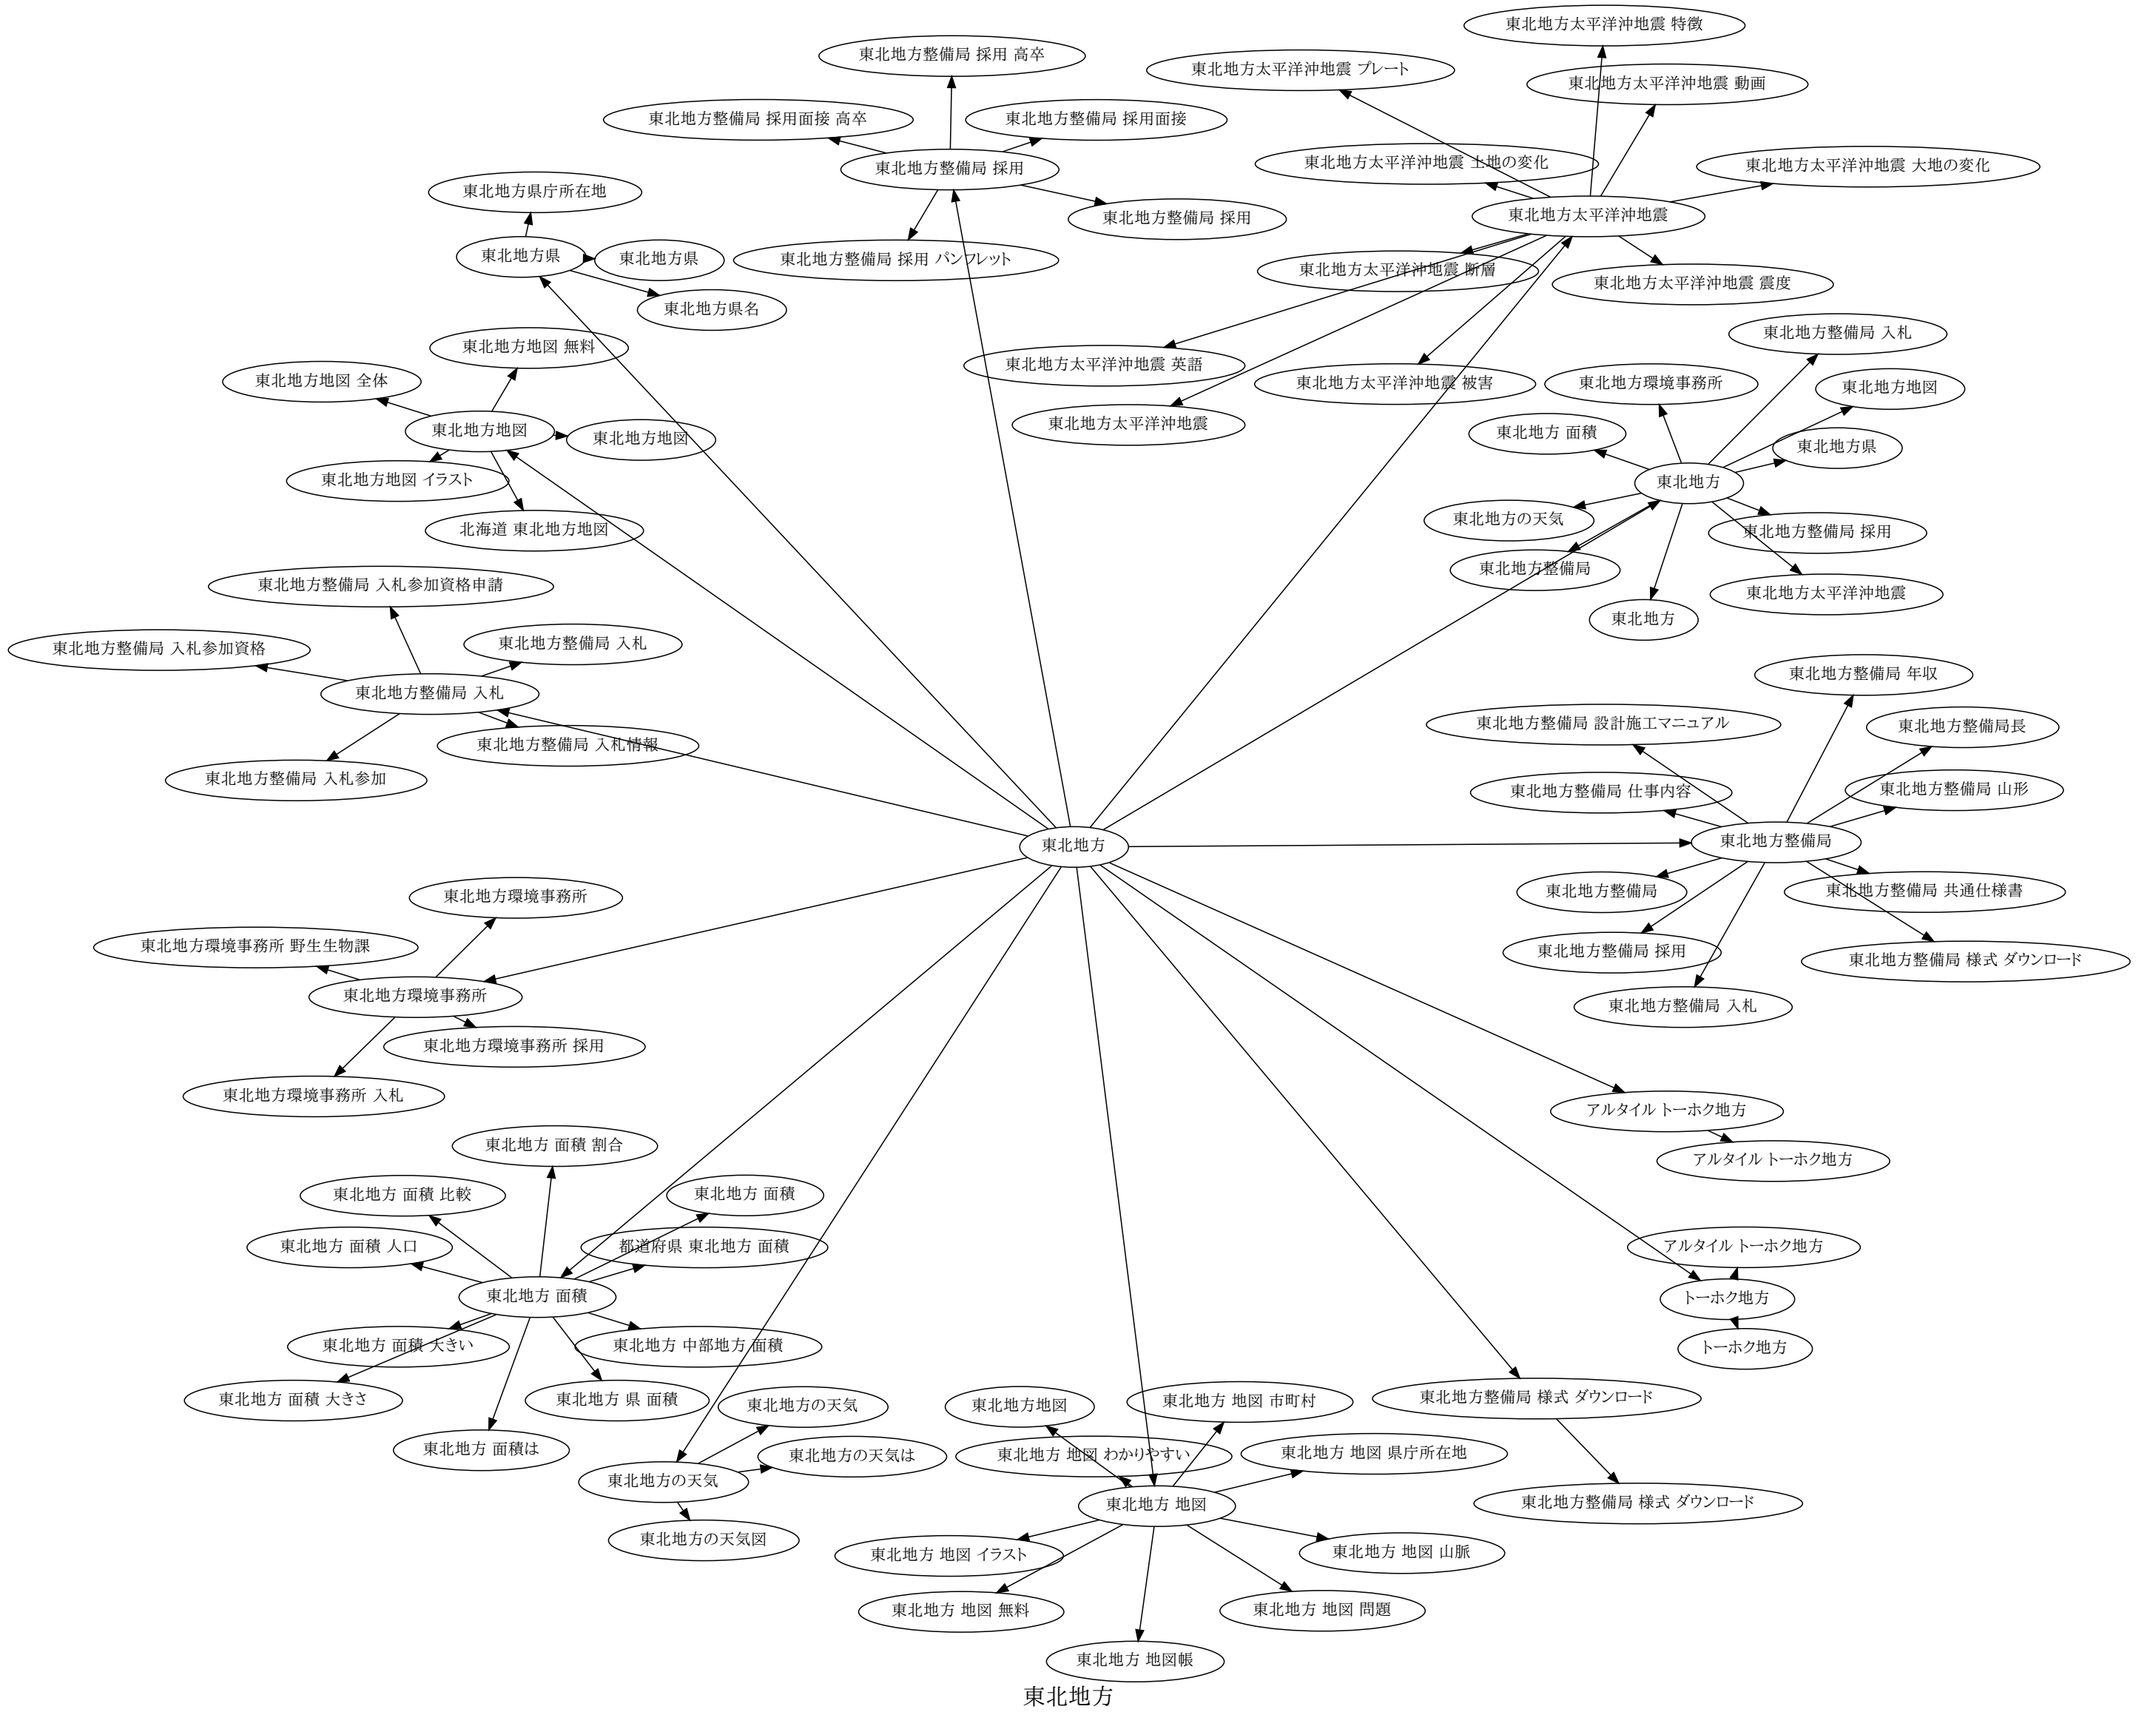 東北地方太平洋沖地震 特徴
東北地方整備局 採用 高卒
東北地方太平洋沖地震 プレート
東北地方太平洋沖地震 動画
東北地方整備局 採用面接 高卒
東北地方整備局 採用面接
東北地方太平洋沖地震 土地の変化
東北地方太平洋沖地震 大地の変化
東北地方整備局 採用
東北地方県庁所在地
東北地方整備局 採用
東北地方太平洋沖地震
東北地方県
東北地方県
東北地方整備局 採用 パンフレット
東北地方太平洋沖地震 断層
東北地方太平洋沖地震 震度
東北地方県名
東北地方整備局 入札
東北地方地図 無料
東北地方太平洋沖地震 英語
東北地方地図 全体
東北地方太平洋沖地震 被害
東北地方環境事務所
東北地方地図
東北地方太平洋沖地震
東北地方地図
東北地方地図
東北地方 面積
東北地方県
東北地方地図 イラスト
東北地方
東北地方の天気
北海道 東北地方地図
東北地方整備局 採用
東北地方整備局
東北地方整備局 入札参加資格申請
東北地方太平洋沖地震
東北地方
東北地方整備局 入札参加資格
東北地方整備局 入札
東北地方整備局 年収
東北地方整備局 入札
東北地方整備局 設計施工マニュアル
東北地方整備局長
東北地方整備局 入札情報
東北地方整備局 入札参加
東北地方整備局 仕事内容
東北地方整備局 山形
東北地方
東北地方整備局
東北地方環境事務所
東北地方整備局
東北地方整備局 共通仕様書
東北地方環境事務所 野生生物課
東北地方整備局 採用
東北地方整備局 様式 ダウンロード
東北地方環境事務所
東北地方整備局 入札
東北地方環境事務所 採用
東北地方環境事務所 入札
アルタイル トーホク地方
東北地方 面積 割合
アルタイル トーホク地方
東北地方 面積 比較
東北地方 面積
東北地方 面積 人口
都道府県 東北地方 面積
アルタイル トーホク地方
東北地方 面積
トーホク地方
東北地方 面積 大きい
東北地方 中部地方 面積
トーホク地方
東北地方 面積 大きさ
東北地方 県 面積
東北地方の天気
東北地方地図
東北地方 地図 市町村
東北地方整備局 様式 ダウンロード
東北地方 面積は
東北地方の天気は
東北地方 地図 わかりやすい
東北地方 地図 県庁所在地
東北地方の天気
東北地方 地図
東北地方整備局 様式 ダウンロード
東北地方の天気図
東北地方 地図 イラスト
東北地方 地図 山脈
東北地方 地図 無料
東北地方 地図 問題
東北地方 地図帳
東北地方